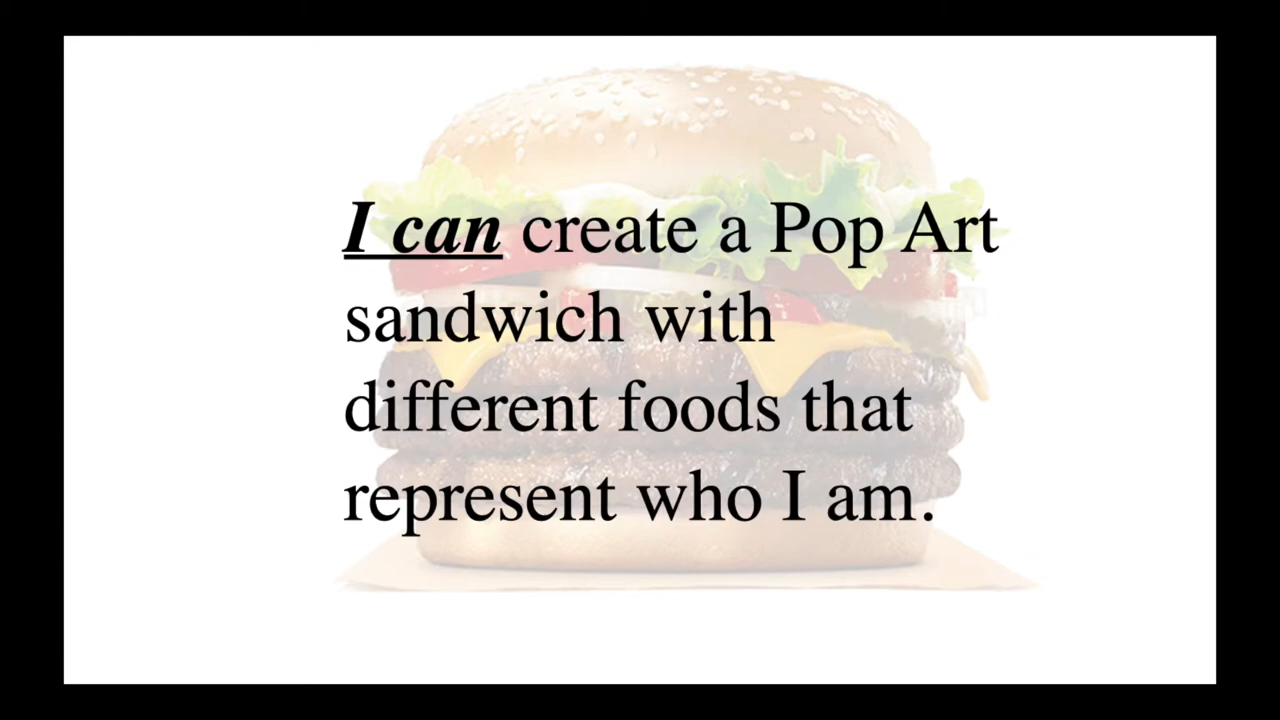 I can create a Pop Art
sandwich with
different foods that
represent who I am.